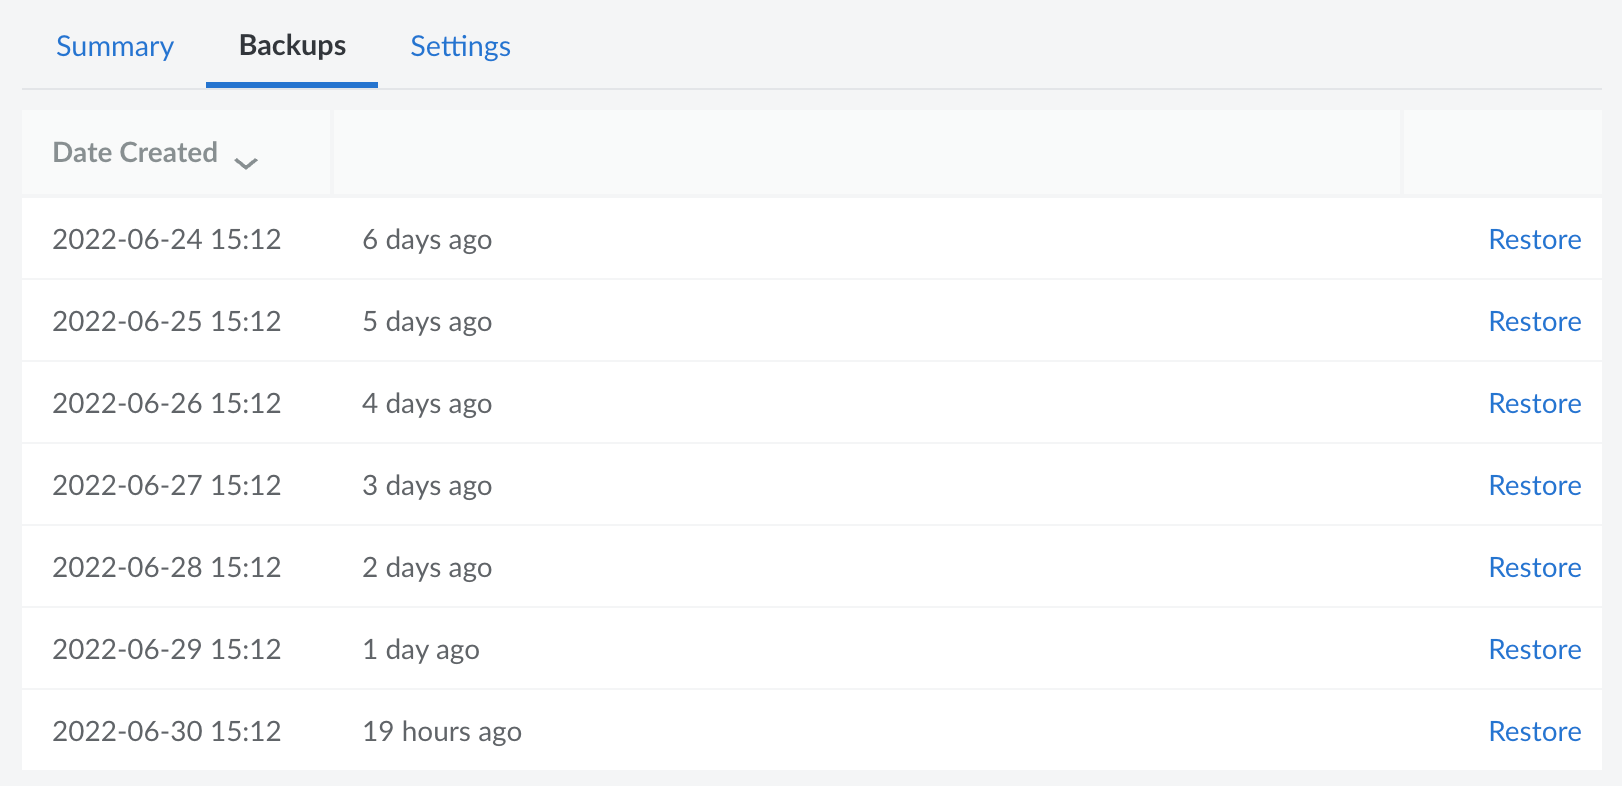 Summary Backups Settings
Date Created
2022-06-24 15:12 6 days ago Restore
2022-06-25 15:12 5 days ago Restore
2022-06-26 15:12 4 days ago Restore
2022-06-27 15:12 3 days ago Restore
2022-06-28 15:12 2 days ago Restore
2022-06-29 15:12 1 day ago Restore
2022-06-30 15:12 19 hours ago Restore